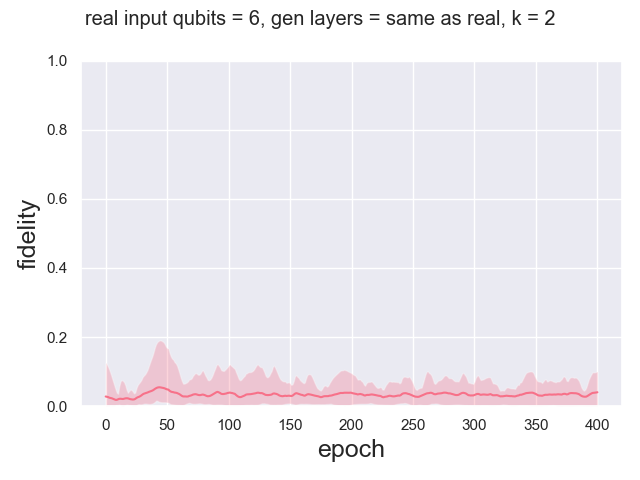 real input qubits = 6, gen layers = same as real, k = 2
1.0
0.8
0.6
0.4
0.2
0.0
fidelity
0 50 100 150 200 250 300 350 400
epoch